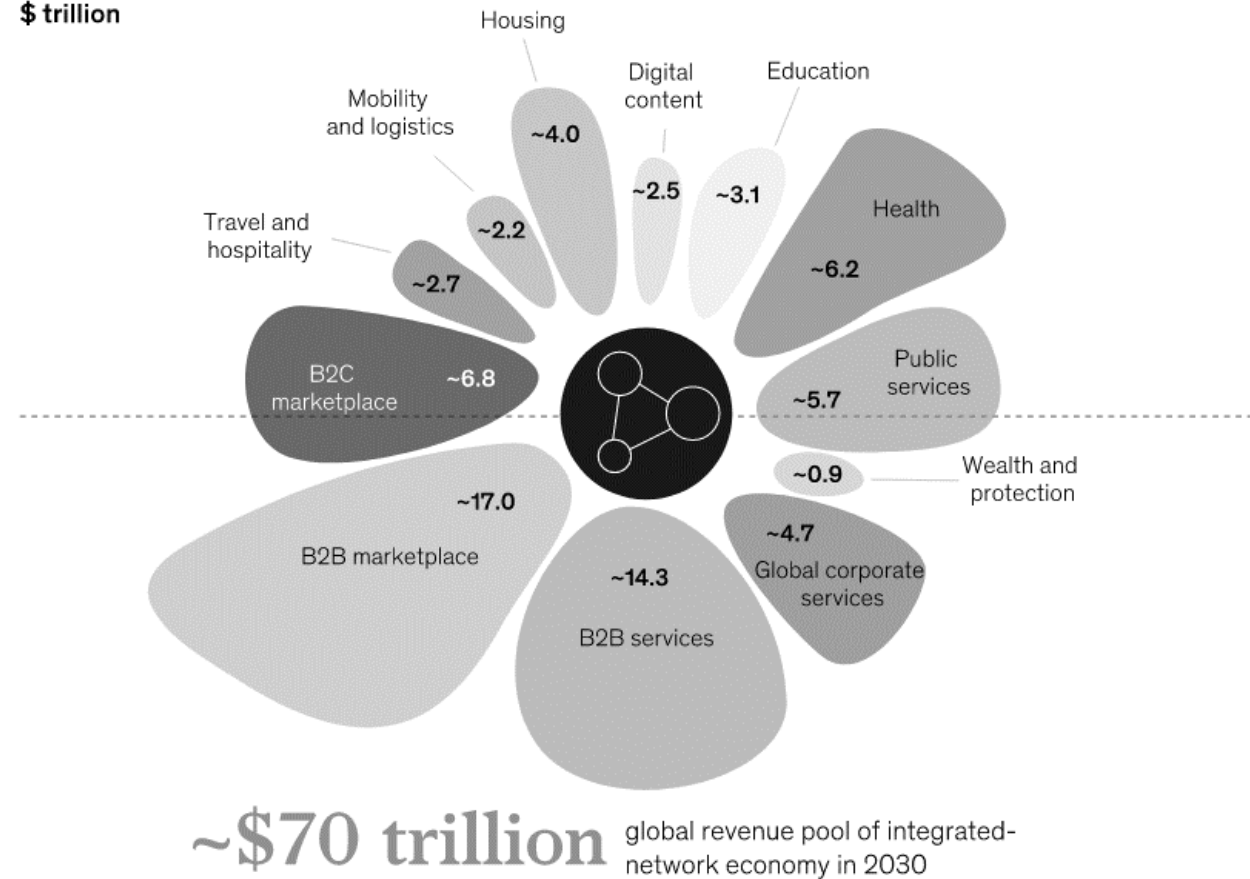 $ trillion
Housing
Digital
content
Education
Mobility
and logistics
~4.0
~2.5
~3.1
Health
~2.2
Travel and
hospitality
~6.2
~2.7
B2C
marketplace
~6.8
Public
services
~5.7
Wealth and
protection
~0.9
~17.0
B2B marketplace
~4.7
Global corporate
services
~14.3
B2B services
~$70 trillion
global revenue pool of integrated-
network economy in 2030